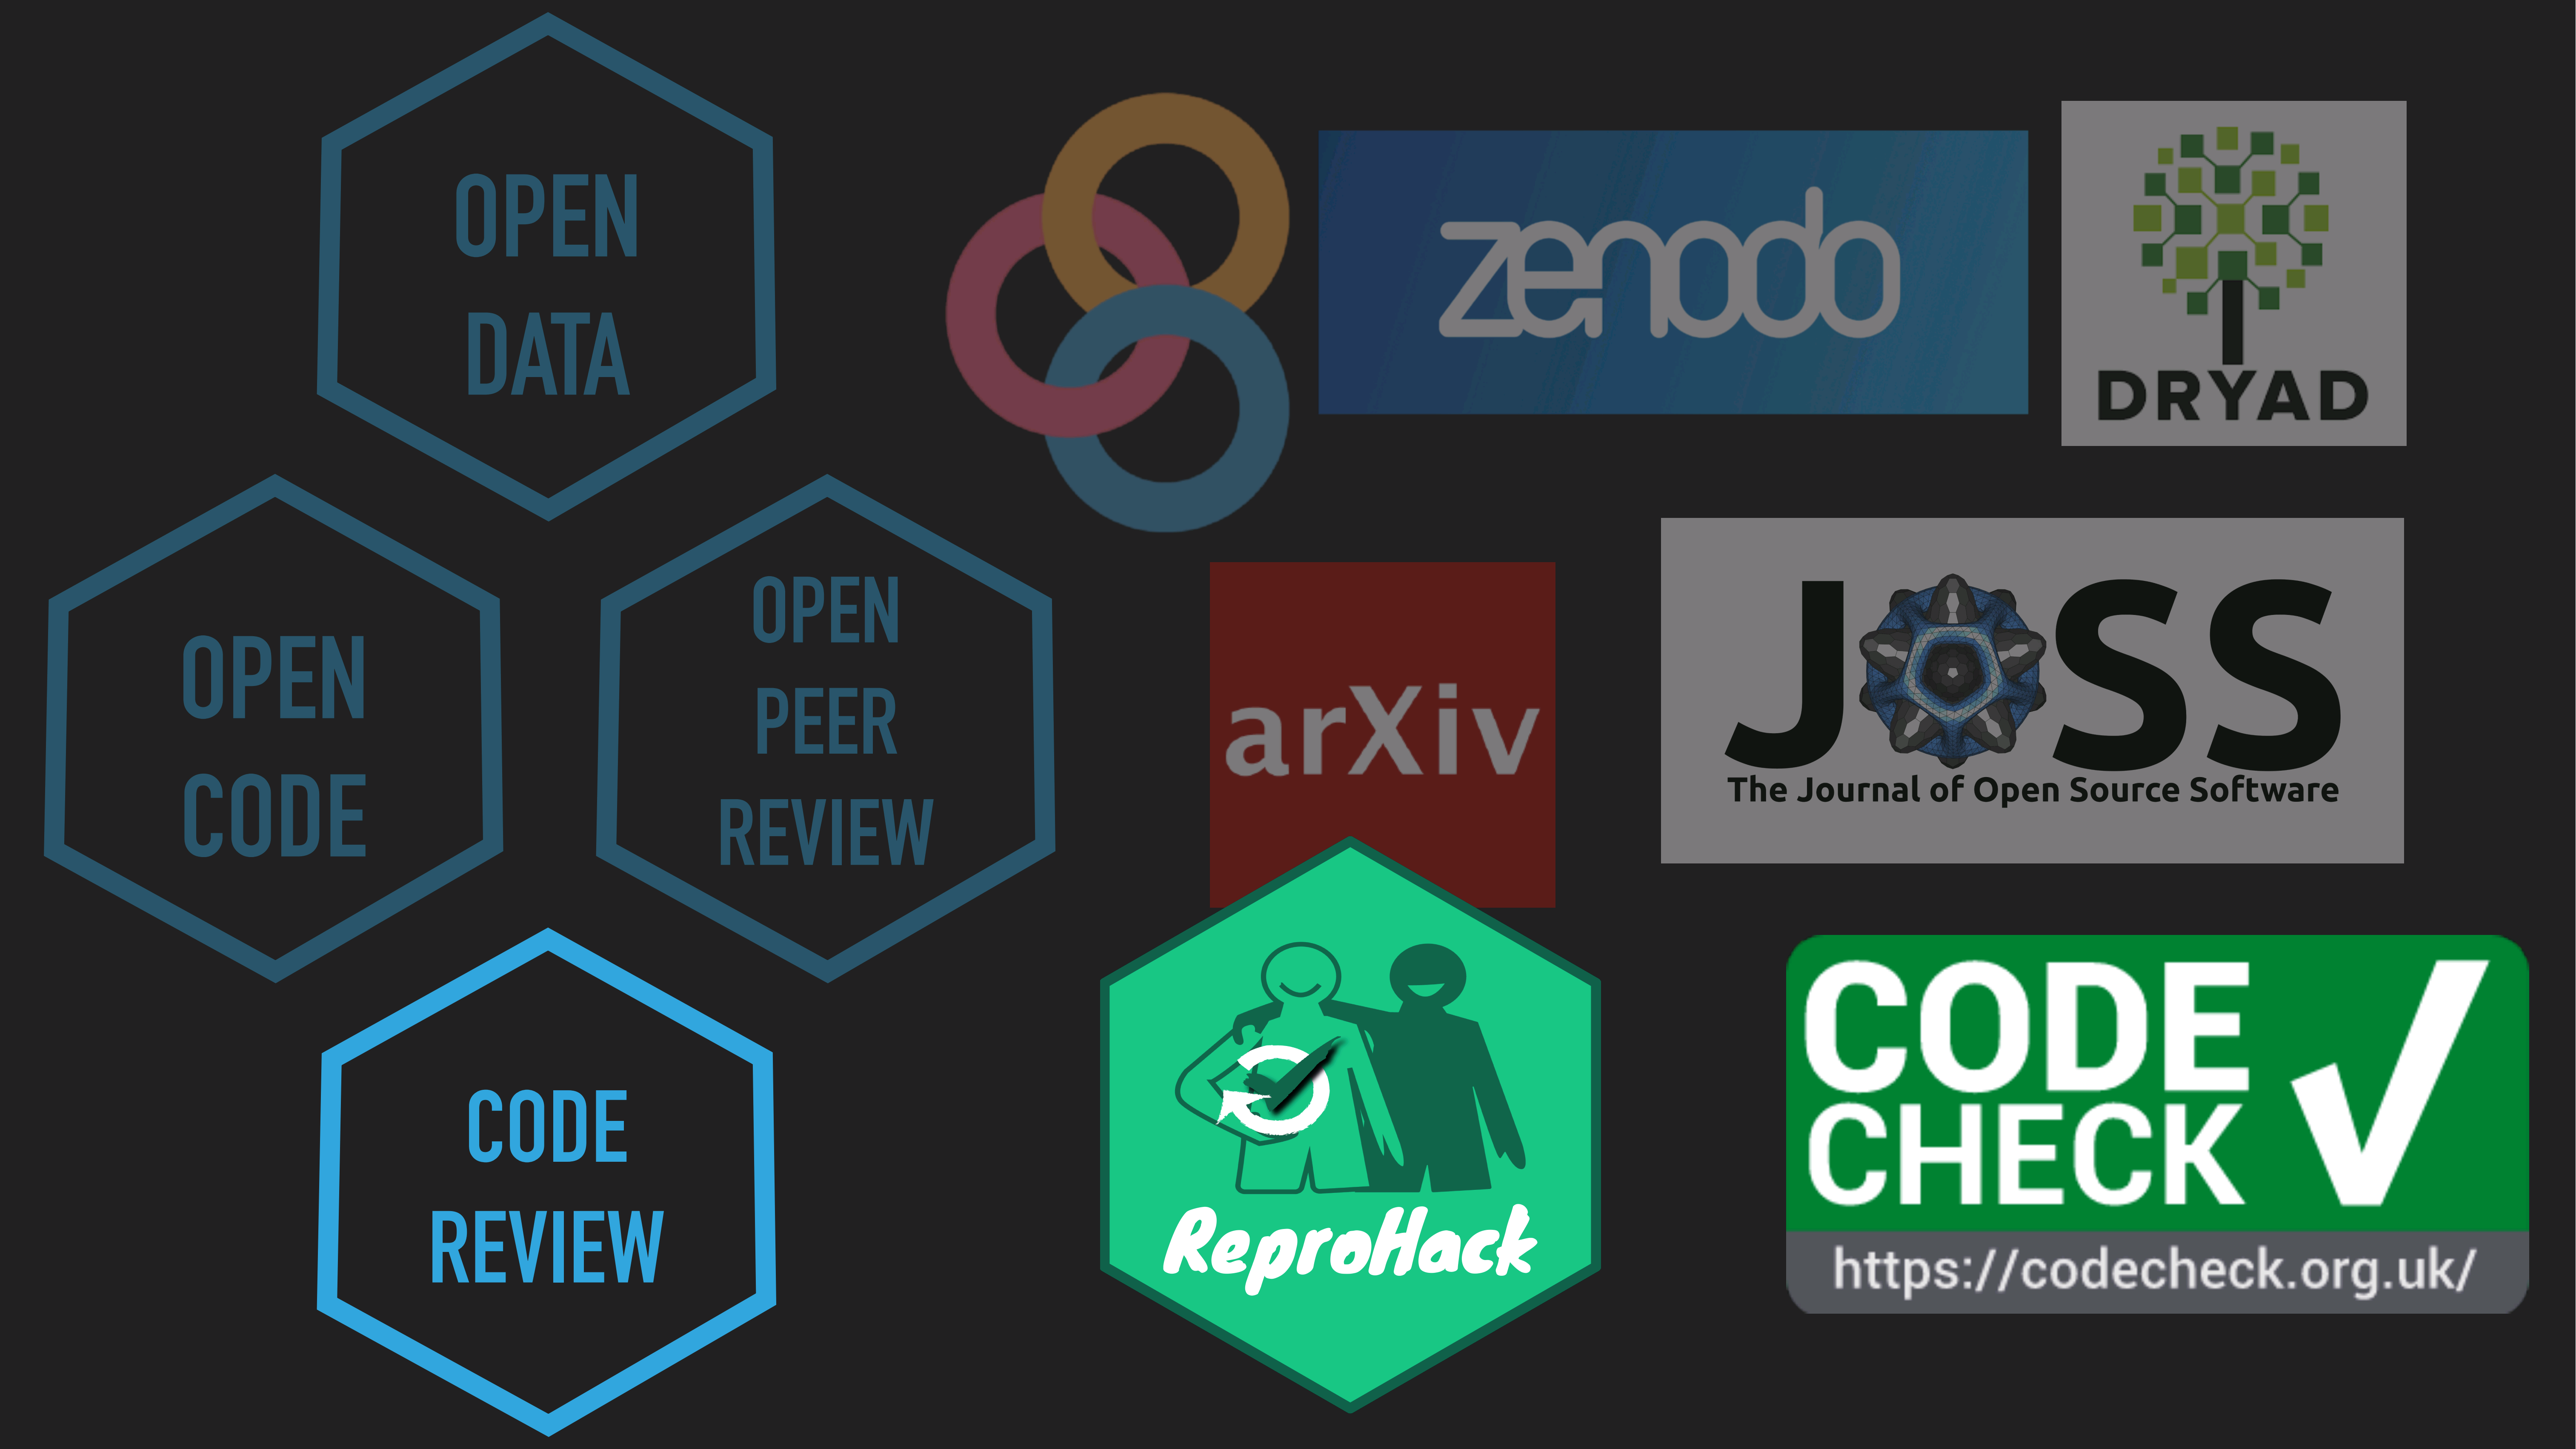 OPEN
DATA
zenodo
DRYAD
OPEN
CODE
OPEN
PEER
REVIEW
arXiv
JOSS
The Journal of Open Source Software
CODE
REVIEW
ReproHack
CODE
CHECK
https://codecheck.org.uk/